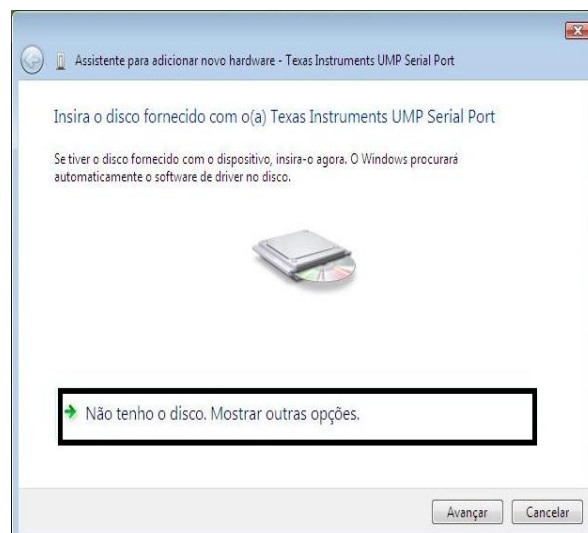 Assistente para adicionar novo hardware - Texas Instruments UMP Serial Port
Insira o disco fornecido com o(a) Texas Instruments UMP Serial Port
Se tiver o disco fornecido com o dispositivo, insira-o agora. O Windows procurará
automaticamente o software de driver no disco.
Não tenho o disco. Mostrar outras opções.
Avançar Cancelar